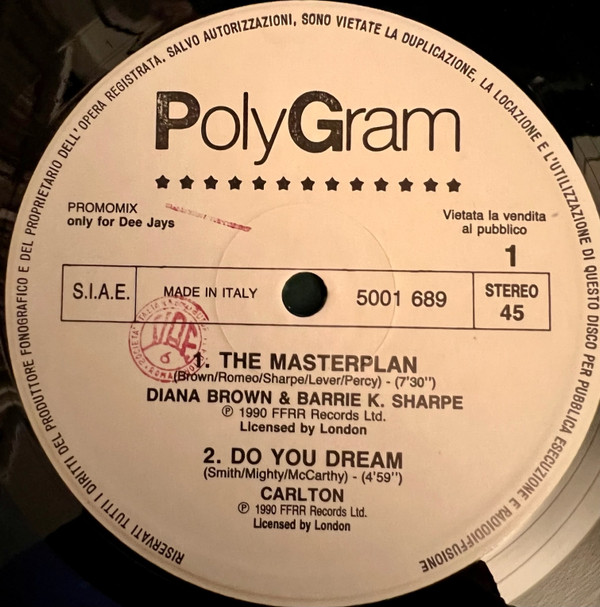 RISERVATI TUTTI I DIRITTI DEL PRODUTTORE FONOGRAFICO E DEL PROPRIETARIO DELL'OPERA REGISTRATA. SALVO AUTORIZZAZIONI, SONO VIETATE LA DUPLICAZIONE, LA LOCAZIONE E L'UTILIZZAZIONE DI QUESTO DISCO PER PUBBLICA ESECUZIONE E RADIODIFFUSIONE
PolyGram
PROMOMIX
only for Dee Jays
Vietata la vendita
al pubblico
1
S.I.A.E.
MADE IN ITALY
5001 689
STEREO
45
6
1. THE MASTERPLAN
(Brown/Romeo/Sharpe/Lever/Percy) - (7'30")
DIANA BROWN & BARRIE K. SHARPE
℗ 1990 FFRR Records Ltd.
Licensed by London
2. DO YOU DREAM
(Smith/Mighty/McCarthy) - (4'59")
CARLTON
℗ 1990 FFRR Records Ltd.
Licensed by London